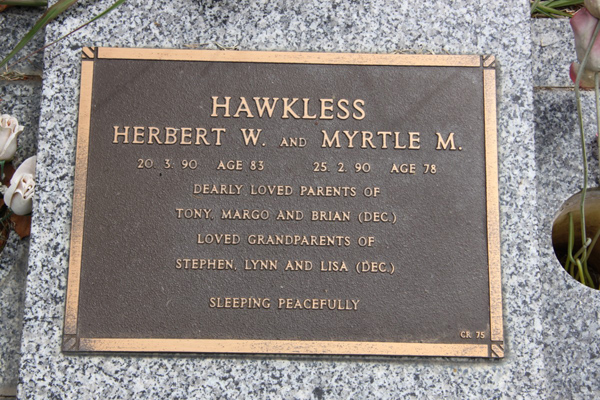 HAWKLESS
HERBERT W. AND MYRTLE M.
20. 3. 90 AGE 83 25. 2. 90 AGE 78
DEARLY LOVED PARENTS OF
TONY, MARGO AND BRIAN (DEC.)
LOVED GRANDPARENTS OF
STEPHEN, LYNN AND LISA (DEC.)
SLEEPING PEACEFULLY
CR. 75